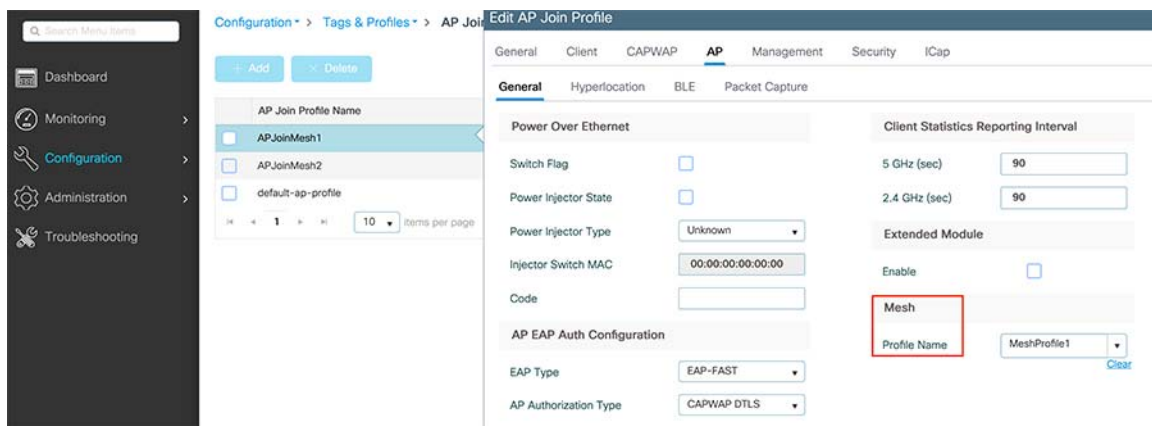 Search Menu Items
Dashboard
Monitoring
Configuration
Administration
Troubleshooting
Configuration > Tags & Profiles > AP Joi
+ Add
× Delete
AP Join Profile Name
APJoinMesh1
APJoinMesh2
default-ap-profile
1
10
items per page
Edit AP Join Profile
General Client CAPWAP AP Management Security ICap
General Hyperlocation BLE Packet Capture
Power Over Ethernet
Switch Flag
Power Injector State
Power Injector Type Unknown
Injector Switch MAC 00:00:00:00:00:00
Code
AP EAP Auth Configuration
EAP Type EAP-FAST
AP Authorization Type CAPWAP DTLS
Client Statistics Reporting Interval
5 GHz (sec) 90
2.4 GHz (sec) 90
Extended Module
Enable
Mesh
Profile Name MeshProfile1
Clear